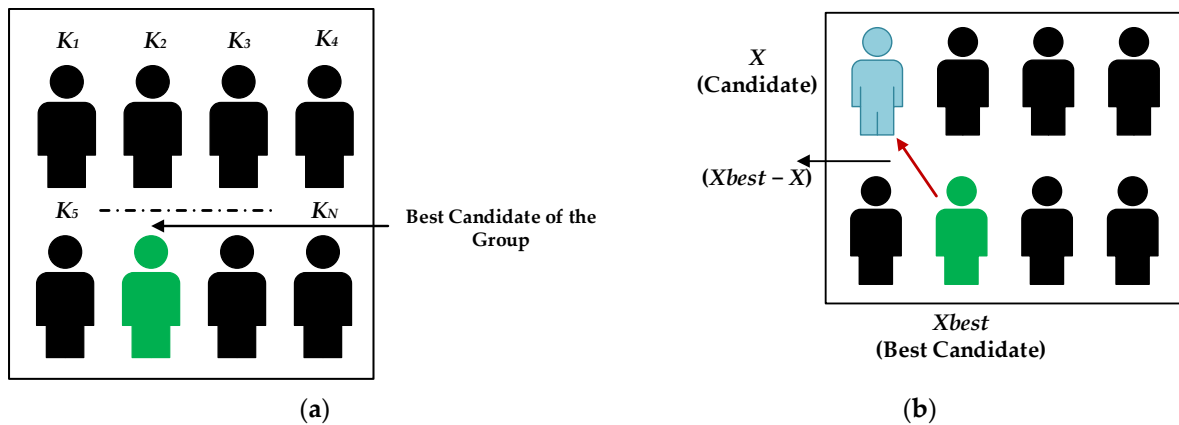 K1 K2 K3 K4
K5 KN
Best Candidate of the
Group
(a)
X
(Candidate)
(Xbest – X)
Xbest
(Best Candidate)
(b)